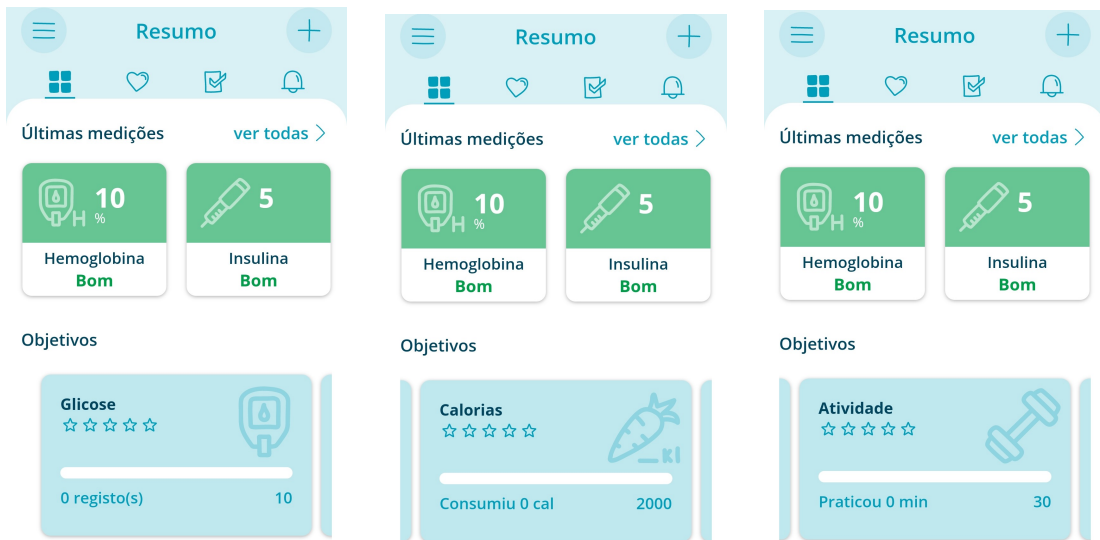 Resumo
Últimas medições ver todas
10
%
H
5
Hemoglobina
Bom
Insulina
Bom
Objetivos
Glicose
0 registo(s) 10
Resumo
Últimas medições ver todas
10
%
H
5
Hemoglobina
Bom
Insulina
Bom
Objetivos
Calorias
kl
Consumiu 0 cal 2000
Resumo
Últimas medições ver todas
10
%
H
5
Hemoglobina
Bom
Insulina
Bom
Objetivos
Atividade
Praticou 0 min 30